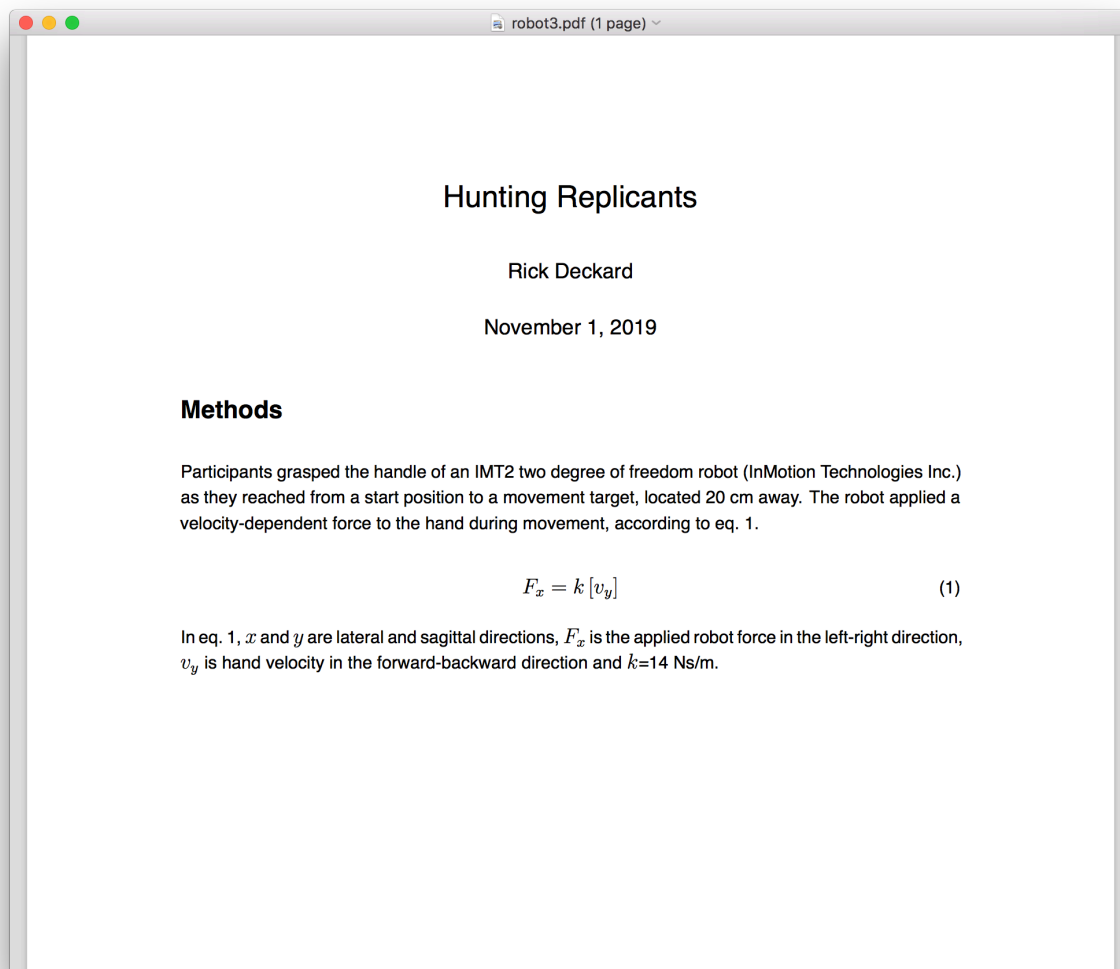 robot3.pdf (1 page)
Hunting Replicants
Rick Deckard
November 1, 2019
Methods
Participants grasped the handle of an IMT2 two degree of freedom robot (InMotion Technologies Inc.)
as they reached from a start position to a movement target, located 20 cm away. The robot applied a
velocity-dependent force to the hand during movement, according to eq. 1.
F_x = k [v_y] (1)
In eq. 1, x and y are lateral and sagittal directions, F_x is the applied robot force in the left-right direction,
v_y is hand velocity in the forward-backward direction and k=14 Ns/m.